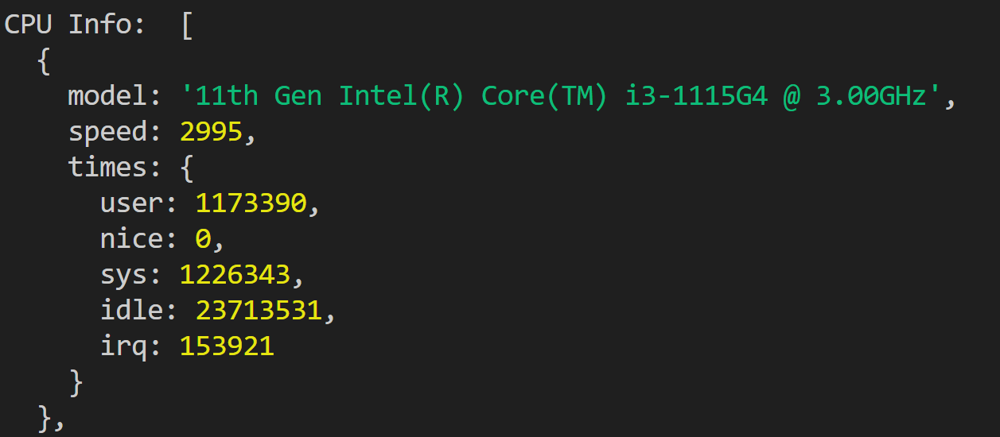 CPU Info:  [
  {
    model: '11th Gen Intel(R) Core(TM) i3-1115G4 @ 3.00GHz',
    speed: 2995,
    times: {
      user: 1173390,
      nice: 0,
      sys: 1226343,
      idle: 23713531,
      irq: 153921
    }
  },